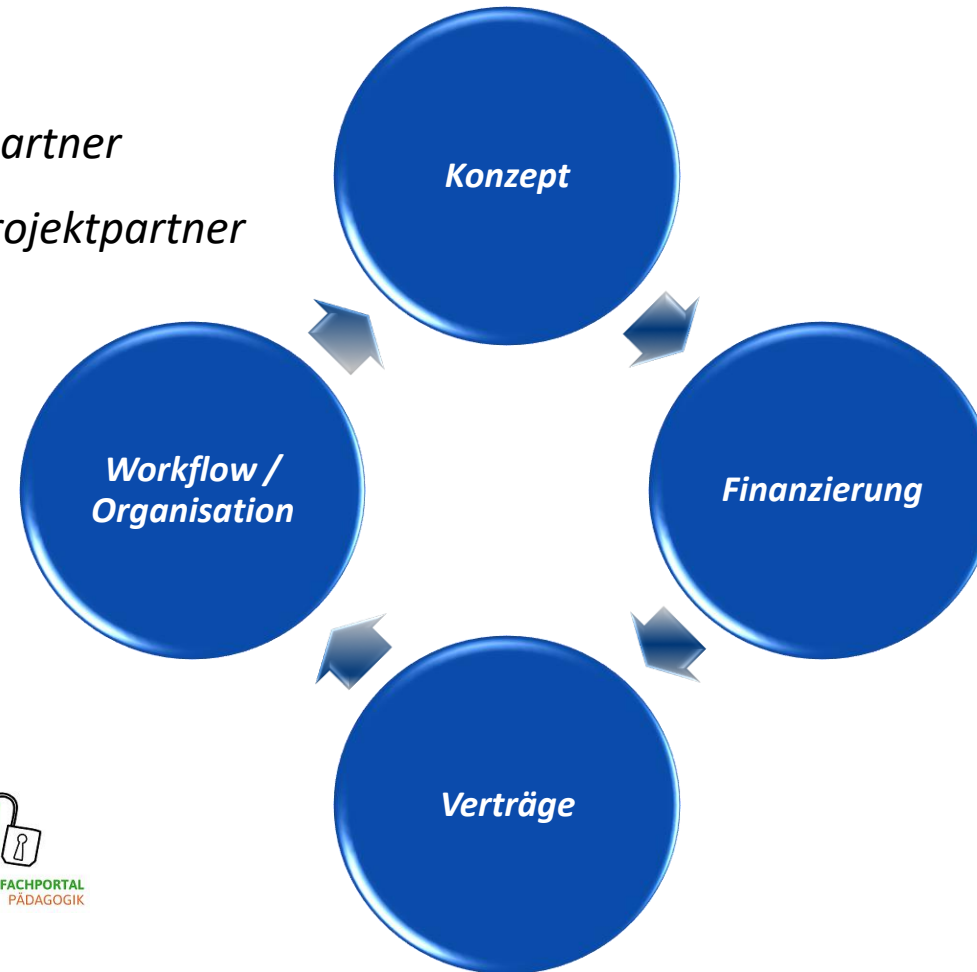 artner
rojektpartner
Konzept
Workflow /
Organisation
Finanzierung
Verträge
FACHPORTAL
PÄDAGOGIK